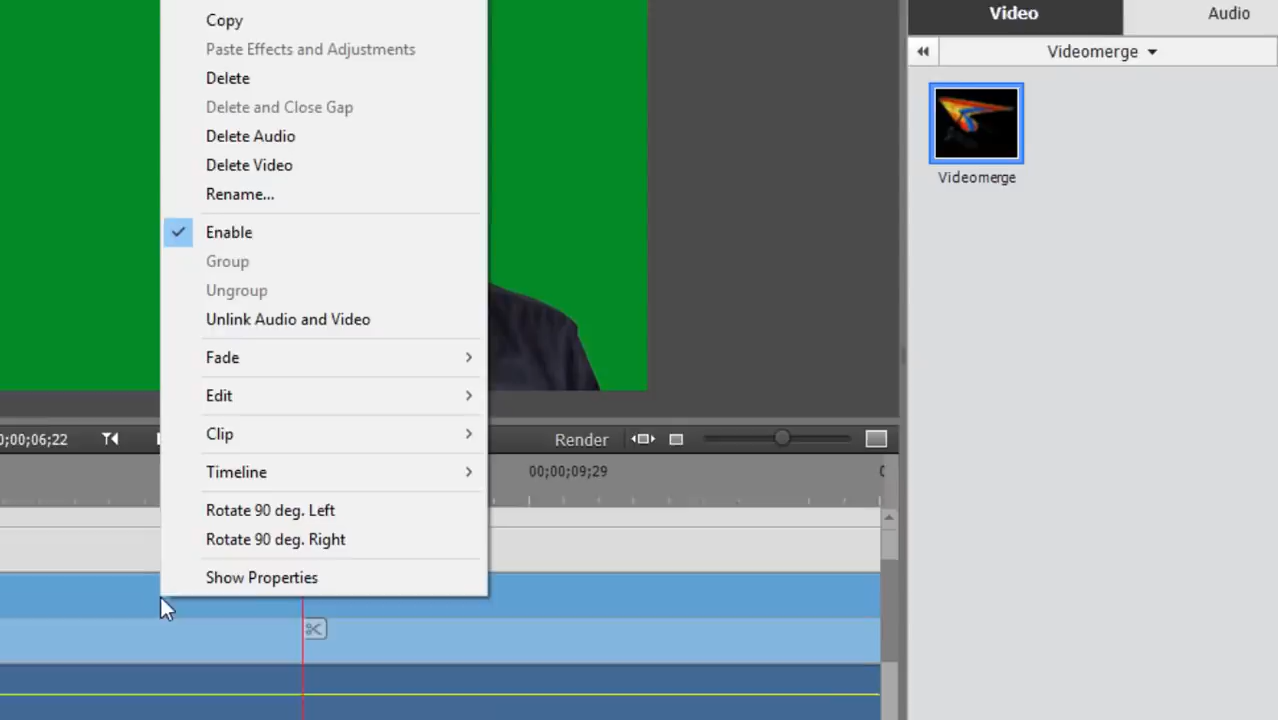 Copy
Paste Effects and Adjustments
Delete
Delete and Close Gap
Delete Audio
Delete Video
Rename...
Enable
Group
Ungroup
Unlink Audio and Video
Fade
Edit
Clip
Timeline
Rotate 90 deg. Left
Rotate 90 deg. Right
Show Properties
Video Audio
Videomerge
Videomerge
0;00;06;22 Render
00;00;09;29